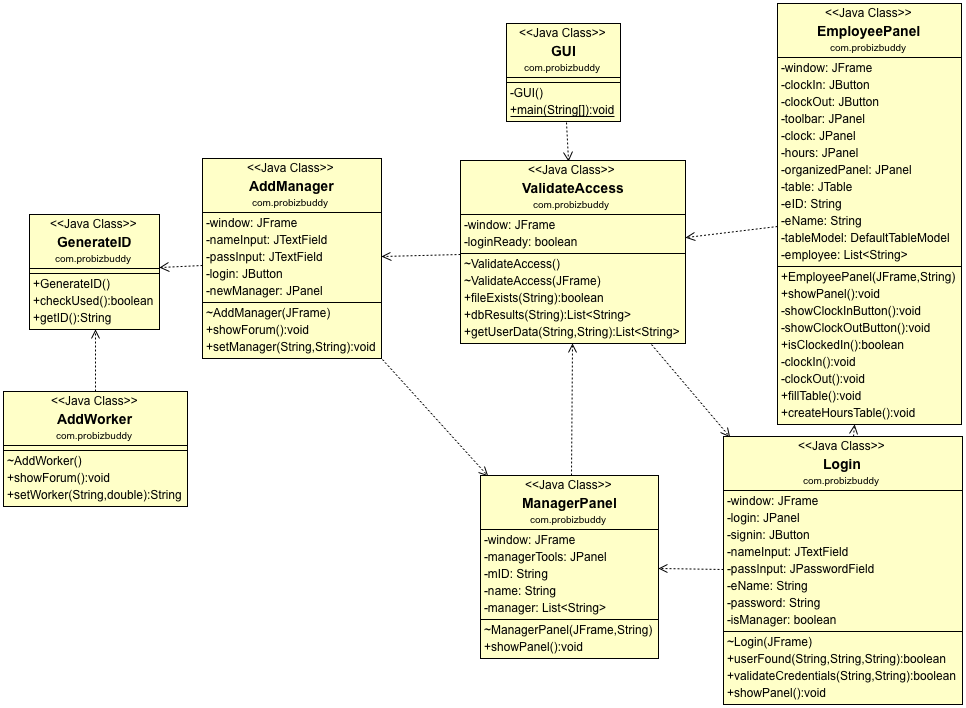 <<Java Class>>
GUI
com.probizbuddy
-GUI()
+main(String[]):void
<<Java Class>>
EmployeePanel
com.probizbuddy
-window: JFrame
-clockIn: JButton
-clockOut: JButton
-toolbar: JPanel
-clock: JPanel
-hours: JPanel
-organizedPanel: JPanel
-table: JTable
-eID: String
-eName: String
-tableModel: DefaultTableModel
-employee: List<String>
+EmployeePanel(JFrame,String)
+showPanel():void
-showClockInButton():void
-showClockOutButton():void
+isClockedIn():boolean
-clockIn():void
-clockOut():void
+fillTable():void
+createHoursTable():void
<<Java Class>>
AddManager
com.probizbuddy
-window: JFrame
-nameInput: JTextField
-passInput: JTextField
-login: JButton
-newManager: JPanel
~AddManager(JFrame)
+showForum():void
+setManager(String,String):void
<<Java Class>>
ValidateAccess
com.probizbuddy
-window: JFrame
-loginReady: boolean
~ValidateAccess()
~ValidateAccess(JFrame)
+fileExists(String):boolean
+dbResults(String):List<String>
+getUserData(String,String):List<String>
<<Java Class>>
GenerateID
com.probizbuddy
+GenerateID()
+checkUsed():boolean
+getID():String
<<Java Class>>
AddWorker
com.probizbuddy
~AddWorker()
+showForum():void
+setWorker(String,double):String
<<Java Class>>
ManagerPanel
com.probizbuddy
-window: JFrame
-managerTools: JPanel
-mID: String
-name: String
-manager: List<String>
~ManagerPanel(JFrame,String)
+showPanel():void
<<Java Class>>
Login
com.probizbuddy
-window: JFrame
-login: JPanel
-signin: JButton
-nameInput: JTextField
-passInput: JPasswordField
-eName: String
-password: String
-isManager: boolean
~Login(JFrame)
+userFound(String,String,String):boolean
+validateCredentials(String,String):boolean
+showPanel():void